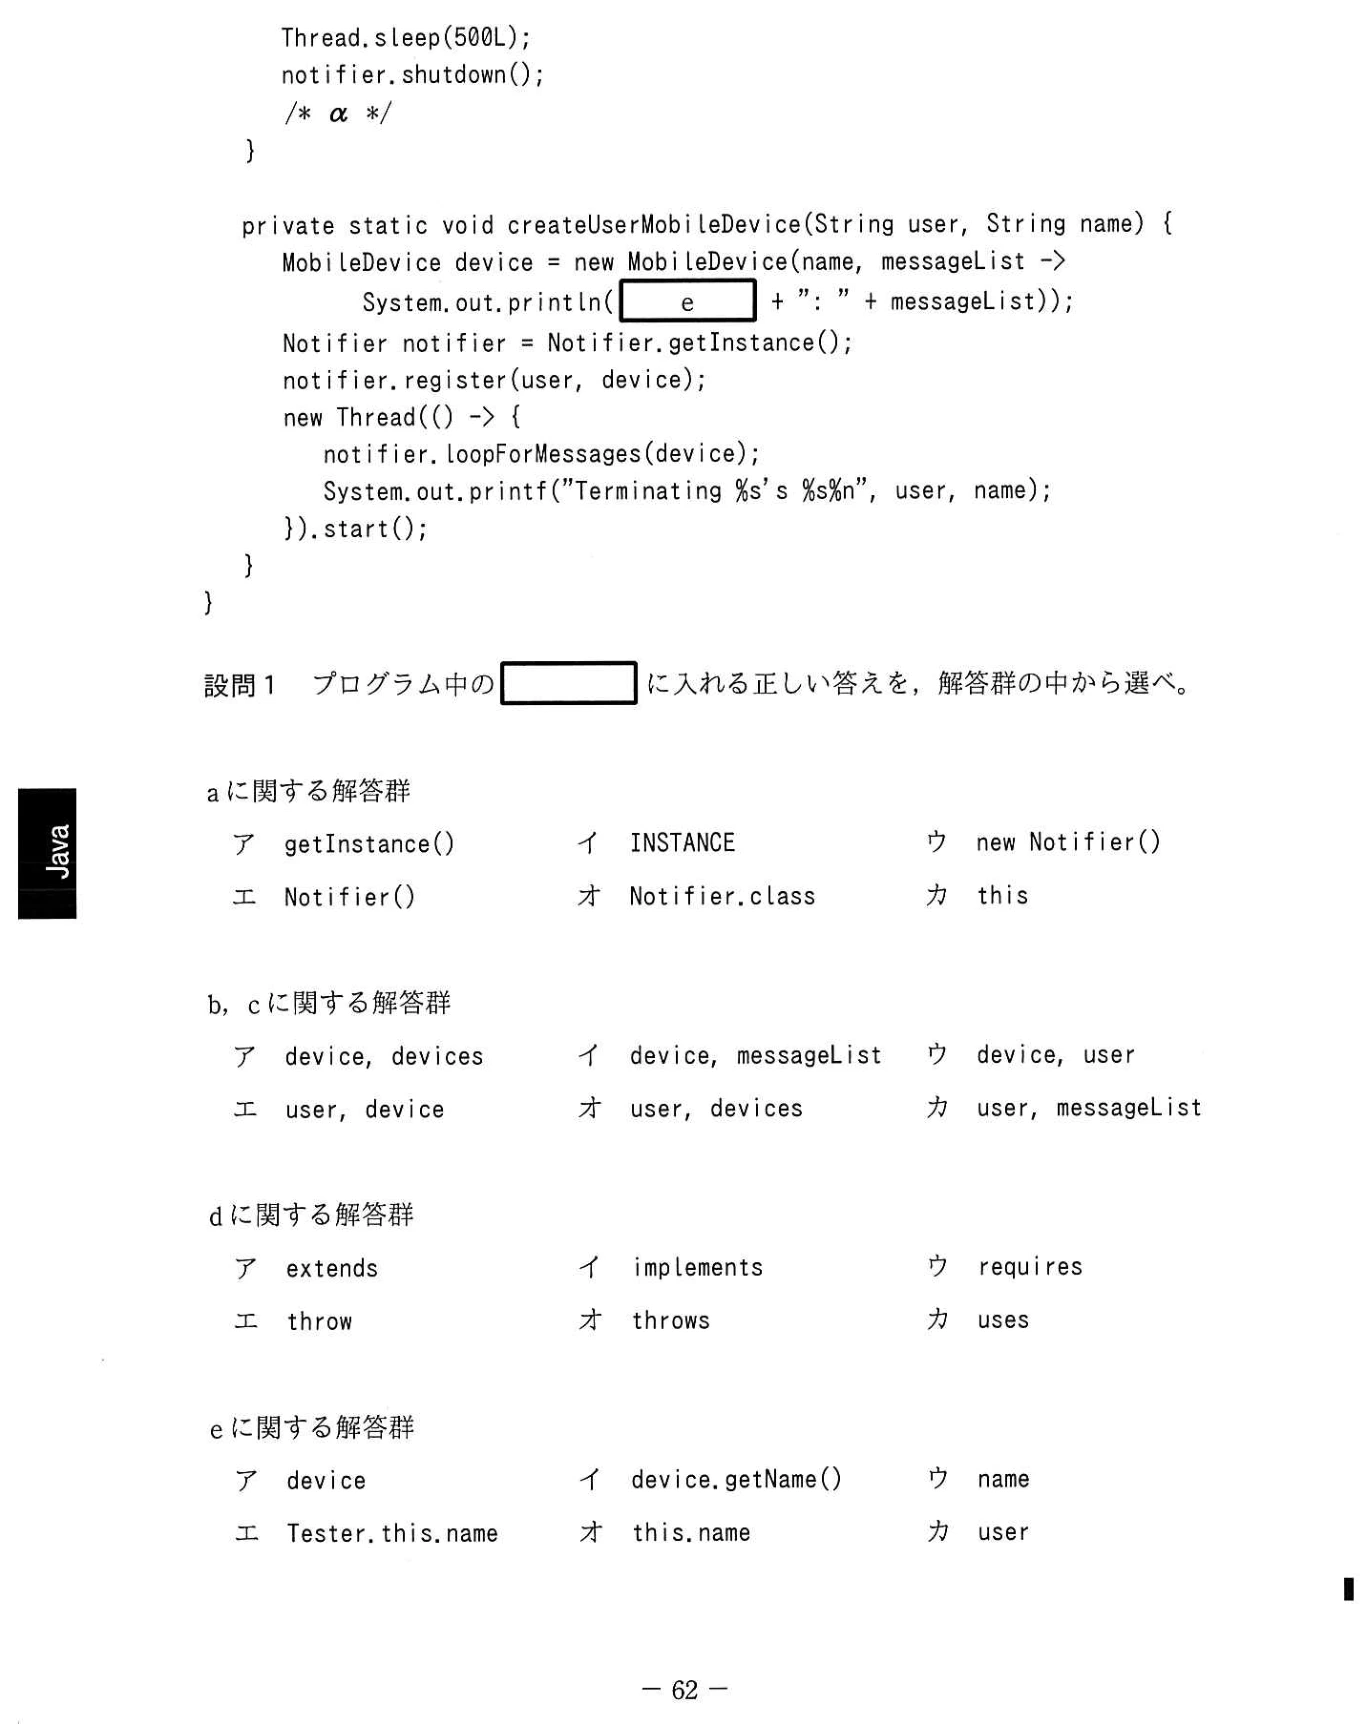 Thread.sleep(500L);
notifier.shutdown();
/* α */
}
private static void createUserMobileDevice(String user, String name) {
MobileDevice device = new MobileDevice(name, messageList ->
System.out.println( e + ”: ” + messageList));
Notifier notifier = Notifier.getInstance();
notifier.register(user, device);
new Thread(() -> {
notifier.loopForMessages(device);
System.out.printf(”Terminating %s's %s%n”, user, name);
}).start();
}
}
設問1 プログラム中の に入れる正しい答えを，解答群の中から選べ。
aに関する解答群
ア getInstance() イ INSTANCE ウ new Notifier()
エ Notifier() オ Notifier.class カ this
Java
b，cに関する解答群
ア device, devices イ device, messageList ウ device, user
エ user, device オ user, devices カ user, messageList
dに関する解答群
ア extends イ implements ウ requires
エ throw オ throws カ uses
eに関する解答群
ア device イ device.getName() ウ name
エ Tester.this.name オ this.name カ user
— 62 —